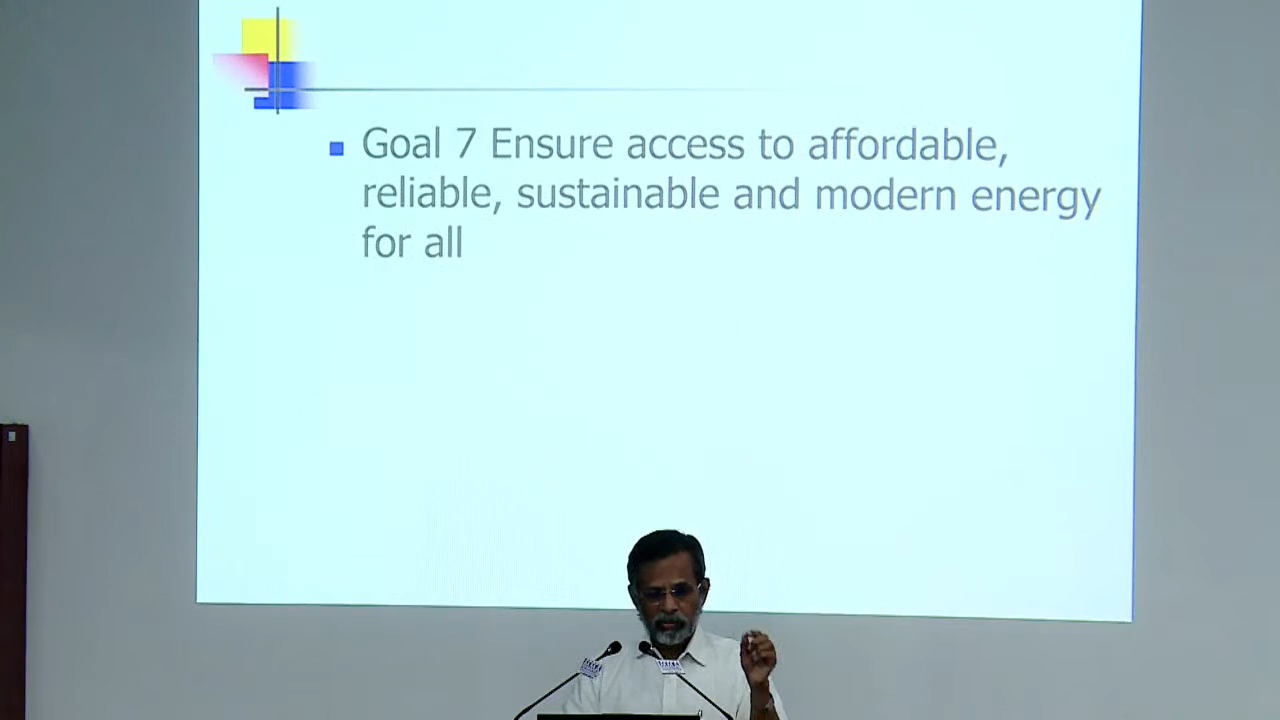 Goal 7 Ensure access to affordable,
reliable, sustainable and modern energy
for all